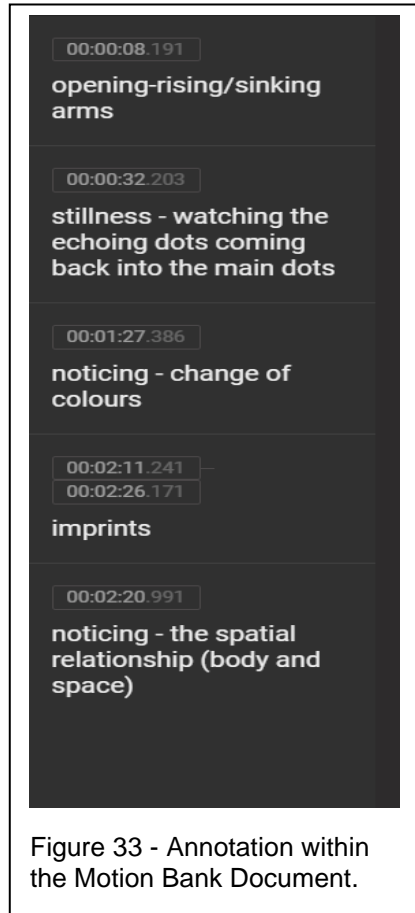 00:00:08.191
opening-rising/sinking
arms
00:00:32.203
stillness - watching the
echoing dots coming
back into the main dots
00:01:27.386
noticing - change of
colours
00:02:11.241 —
00:02:26.171
imprints
00:02:20.991
noticing - the spatial
relationship (body and
space)
Figure 33 - Annotation within
the Motion Bank Document.